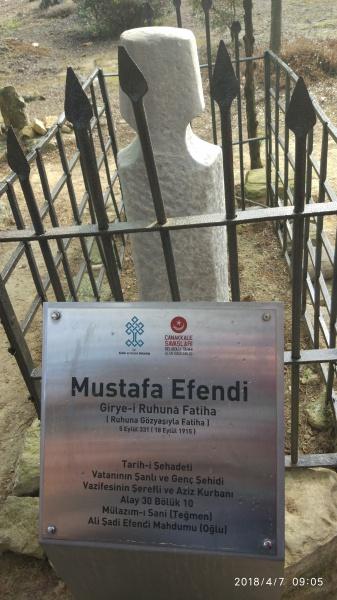 ÇANAKKALE
SAVAŞLARI
Mustafa Efendi
Girye-i Ruhuna Fatiha
( Ruhuna Gözyaşıyla Fatiha )
5 Eylül 331 ( 18 Eylül 1915 )
Tarih-i Şehadeti
Vatanının Şanlı ve Genç Şehidi
Vazifesinin Şerefli ve Aziz Kurbanı
Alay 30 Bölük 10
Mülazım-ı Sani (Teğmen)
Ali Şadi Efendi Mahdumu (Oğlu)
2018/4/7 09:05